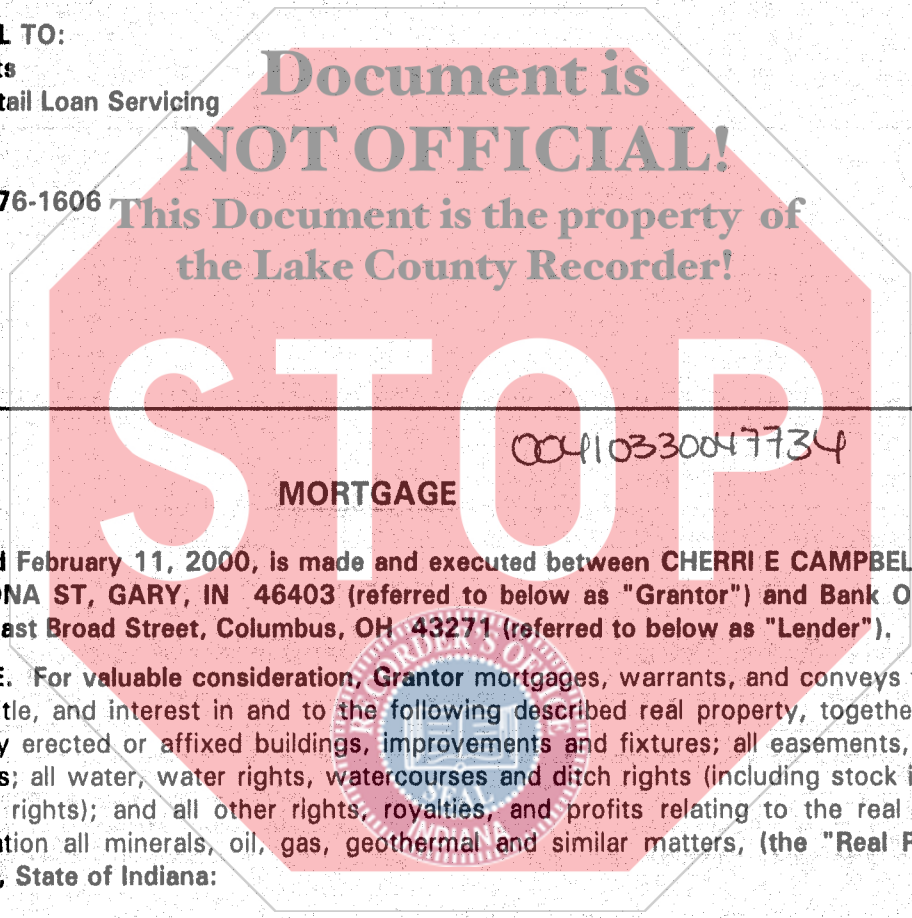 L TO:
ts
tail Loan Servicing
76-1606
Document is
NOT OFFICIAL!
This Document is the property of
the Lake County Recorder!
STOP
00410330047734
MORTGAGE
d February 11, 2000, is made and executed between CHERRI E CAMPBEL
NA ST, GARY, IN 46403 (referred to below as "Grantor") and Bank O
ast Broad Street, Columbus, OH 43271 (referred to below as "Lender").
E. For valuable consideration, Grantor mortgages, warrants, and conveys
tle, and interest in and to the following described real property, togethe
y erected or affixed buildings, improvements and fixtures; all easements,
s; all water, water rights, watercourses and ditch rights (including stock i
rights); and all other rights, royalties, and profits relating to the real
tion all minerals, oil, gas, geothermal and similar matters, (the "Real P
, State of Indiana:
RECORDER'S OFFICE
SEAL
INDIANA